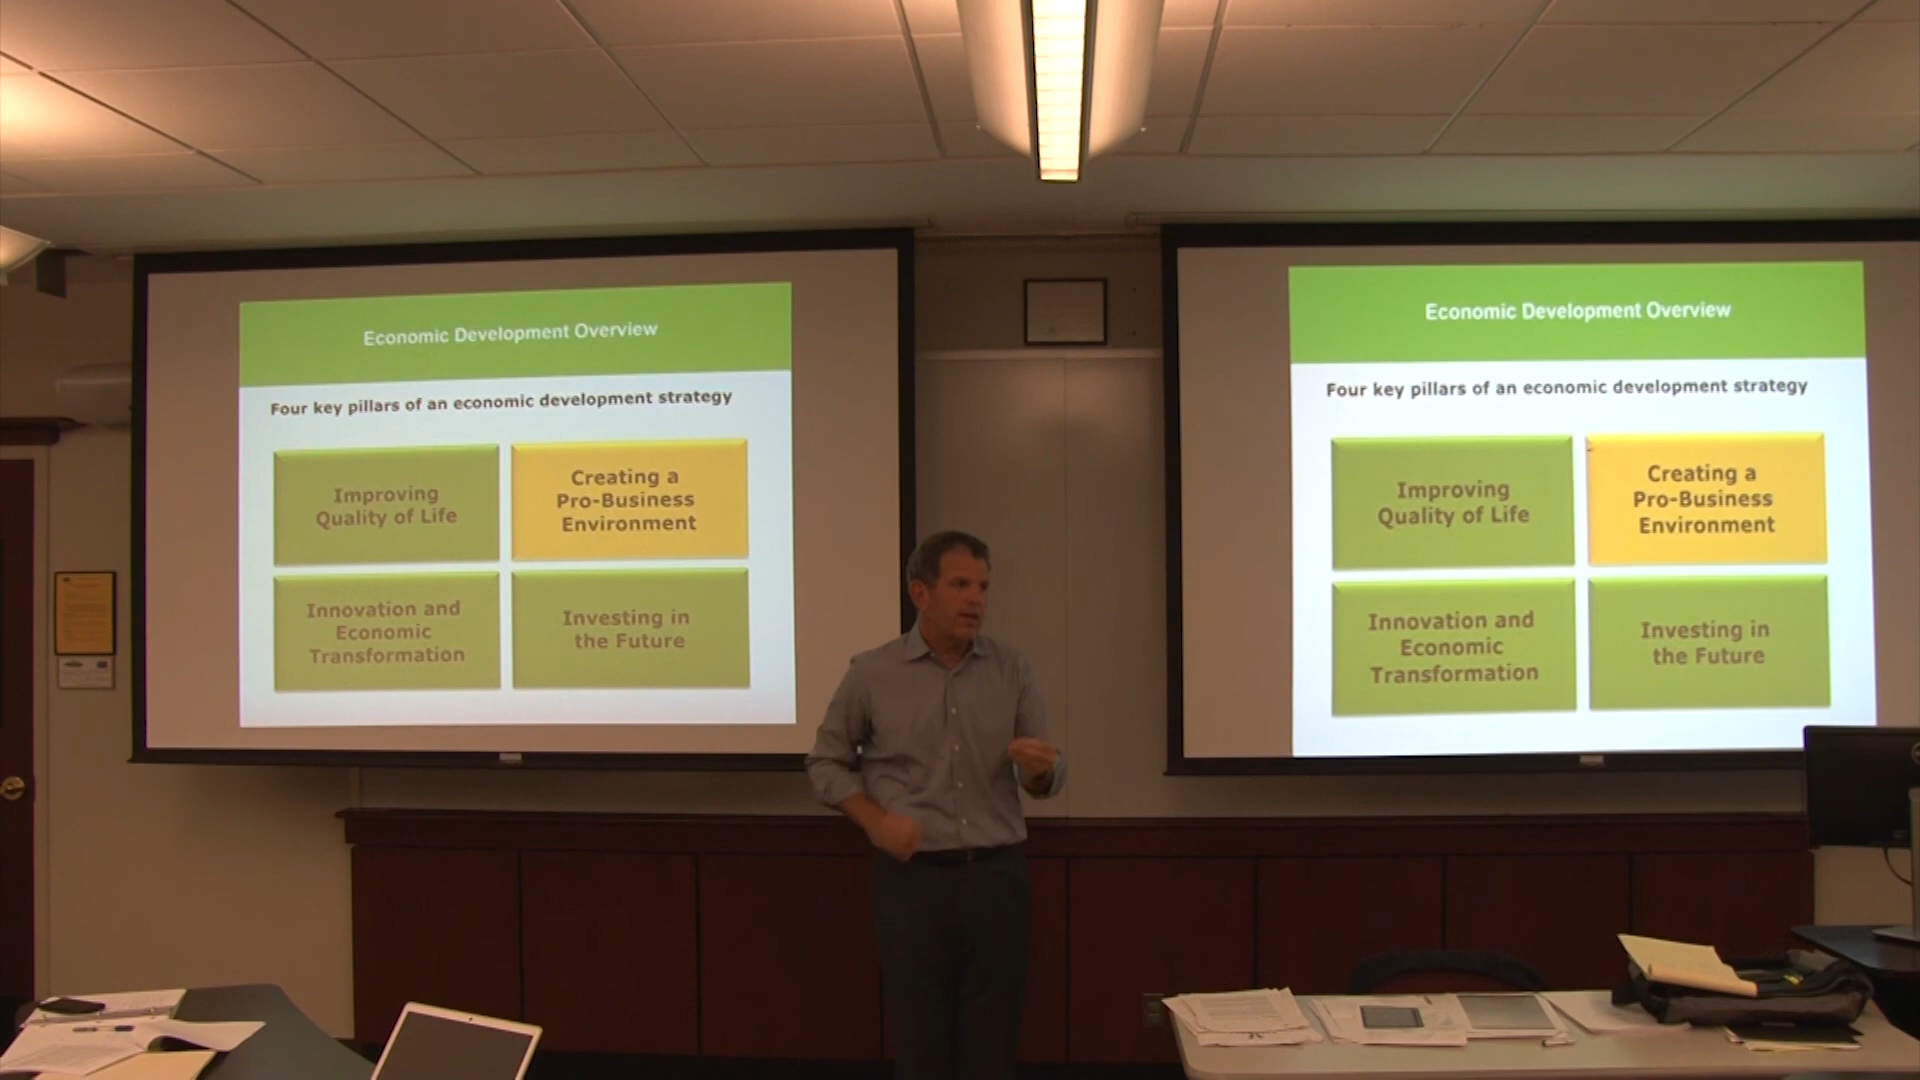 Economic Development Overview
Four key pillars of an economic development strategy
Improving
Quality of Life
Creating a
Pro-Business
Environment
Innovation and
Economic
Transformation
Investing in
the Future
Economic Development Overview
Four key pillars of an economic development strategy
Improving
Quality of Life
Creating a
Pro-Business
Environment
Innovation and
Economic
Transformation
Investing in
the Future